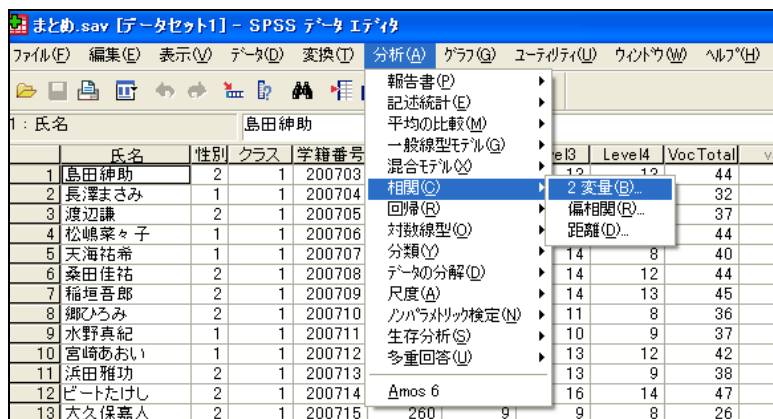 まとめ.sav [データセット1] - SPSS データ エディタ
ファイル(F) 編集(E) 表示(V) データ(D) 変換(T) 分析(A) グラフ(G) ユーティリティ(U) ウィンドウ(W) ヘルプ(H)
1 : 氏名 島田紳助
氏名 性別 クラス 学籍番号 Level4 VocTotal
1 島田紳助 2 1 200703 13 13 44
2 長澤まさみ 1 1 200704 32
3 渡辺謙 2 1 200705 37
4 松嶋菜々子 1 1 200706 44
5 天海祐希 1 1 200707 14 8 40
6 桑田佳祐 2 1 200708 14 12 44
7 稲垣吾郎 2 1 200709 14 13 45
8 郷ひろみ 2 1 200710 11 8 36
9 水野真紀 1 1 200711 10 9 37
10 宮崎あおい 1 1 200712 13 12 42
11 浜田雅功 2 1 200713 13 9 38
12 ビートたけし 2 1 200714 16 14 47
13 大久保嘉人 2 1 200715 260 9 9 8 26
報告書(P)
記述統計(E)
平均の比較(M)
一般線型モデル(G)
混合モデル(X)
相関(C)
回帰(R)
対数線型(O)
分類(Y)
データの分解(D)
尺度(A)
ノンパラメトリック検定(N)
生存分析(S)
多重回答(U)
Amos 6
2 変量(B)...
偏相関(R)...
距離(D)...